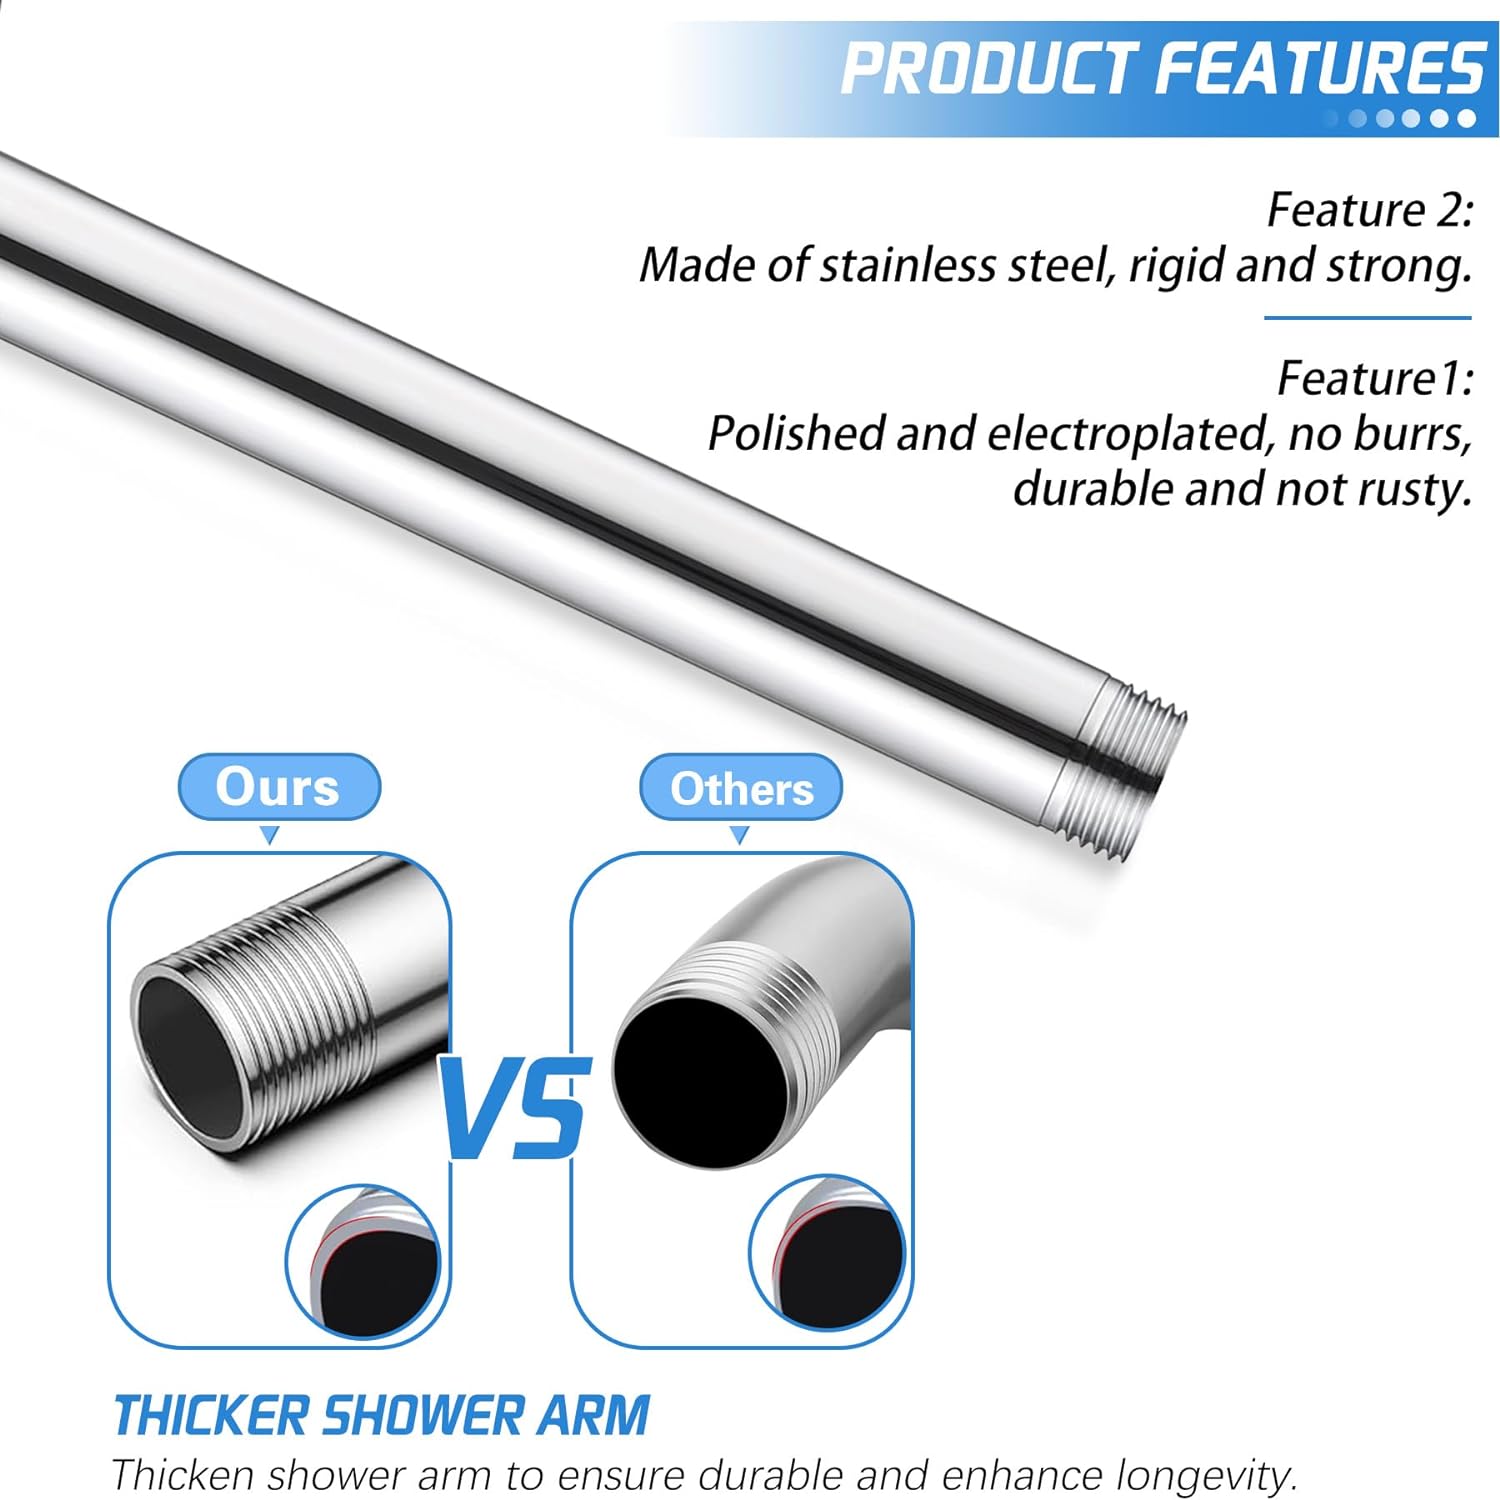 PRODUCT FEATURES
Feature 2:
Made of stainless steel, rigid and strong.
Feature1:
Polished and electroplated, no burrs,
durable and not rusty.
Ours
Others
VS
THICKER SHOWER ARM
Thicken shower arm to ensure durable and enhance longevity.